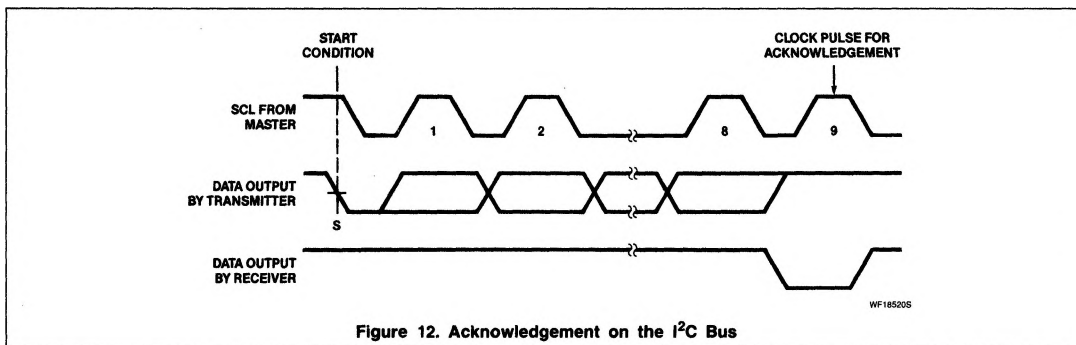 START
CONDITION
CLOCK PULSE FOR
ACKNOWLEDGEMENT
SCL FROM
MASTER
1
2
8
9
DATA OUTPUT
BY TRANSMITTER
S
DATA OUTPUT
BY RECEIVER
WF18520S
Figure 12. Acknowledgement on the I²C Bus